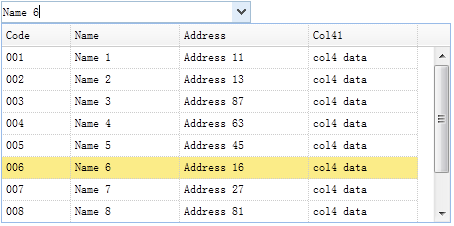 Name 6
Code Name Address Col41
001 Name 1 Address 11 col4 data
002 Name 2 Address 13 col4 data
003 Name 3 Address 87 col4 data
004 Name 4 Address 63 col4 data
005 Name 5 Address 45 col4 data
006 Name 6 Address 16 col4 data
007 Name 7 Address 27 col4 data
008 Name 8 Address 81 col4 data